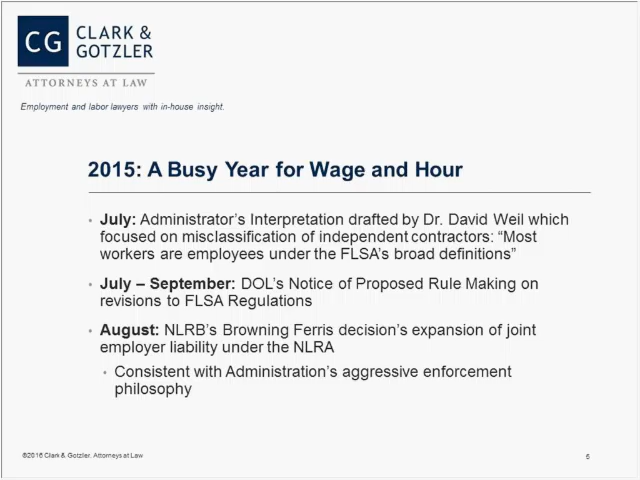 CG
CLARK &
GOTZLER
ATTORNEYS AT LAW
Employment and labor lawyers with in-house insight.
2015: A Busy Year for Wage and Hour
• July: Administrator's Interpretation drafted by Dr. David Weil which
focused on misclassification of independent contractors: “Most
workers are employees under the FLSA's broad definitions”
• July – September: DOL's Notice of Proposed Rule Making on
revisions to FLSA Regulations
• August: NLRB's Browning Ferris decision's expansion of joint
employer liability under the NLRA
• Consistent with Administration's aggressive enforcement
philosophy
©2016 Clark & Gotzler, Attorneys at Law
5